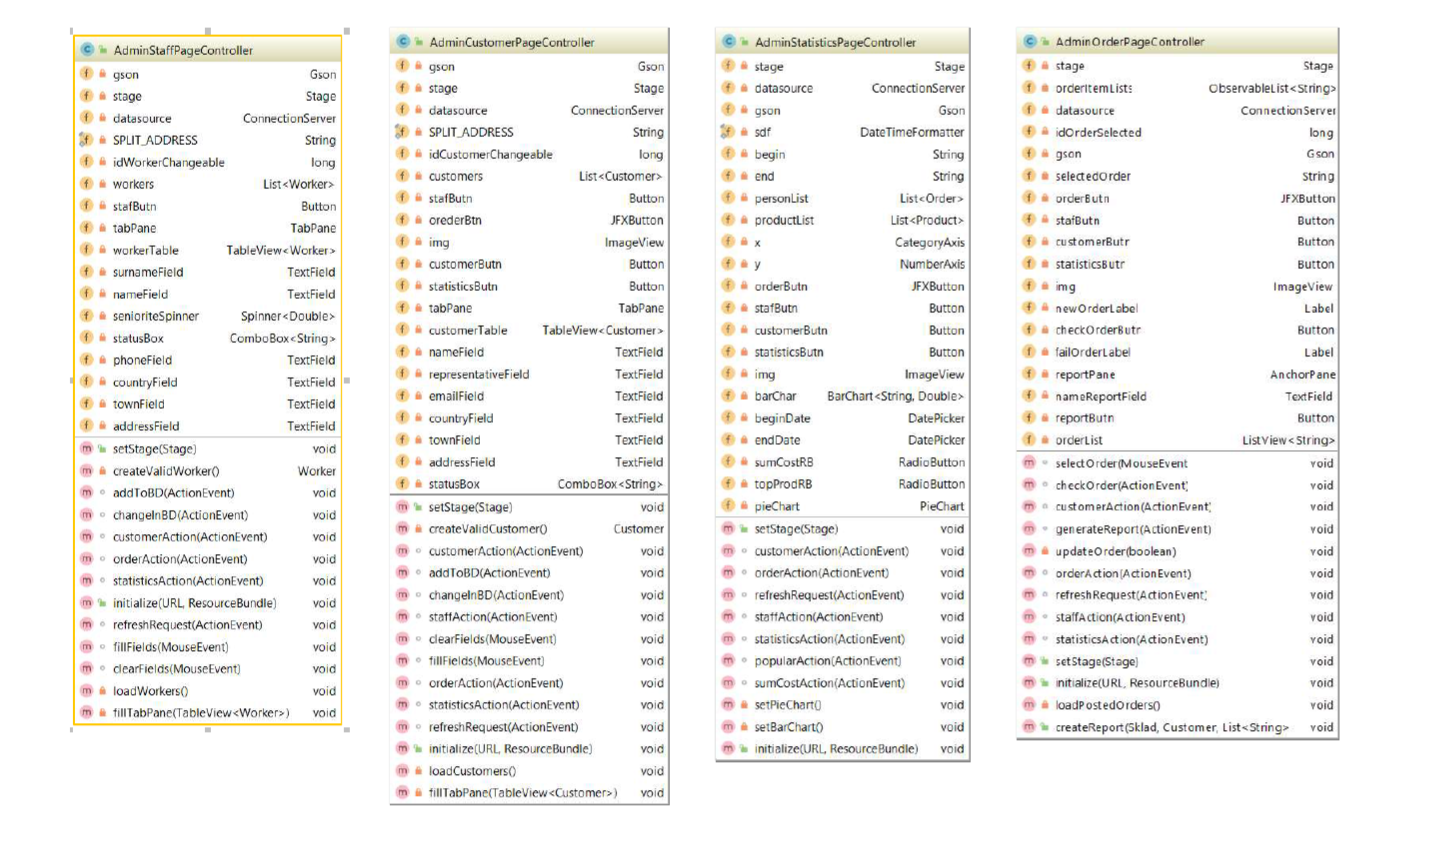 AdminStaffPageController
gson Gson
stage Stage
datasource ConnectionServer
SPLIT_ADDRESS String
idWorkerChangeable long
workers List<Worker>
stafButn Button
tabPane TabPane
workerTable TableView<Worker>
surnameField TextField
nameField TextField
senioriteSpinner Spinner<Double>
statusBox ComboBox<String>
phoneField TextField
countryField TextField
townField TextField
addressField TextField
setStage(Stage) void
createValidWorker() Worker
addToBD(ActionEvent) void
changeInBD(ActionEvent) void
customerAction(ActionEvent) void
orderAction(ActionEvent) void
statisticsAction(ActionEvent) void
initialize(URL, ResourceBundle) void
refreshRequest(ActionEvent) void
fillFields(MouseEvent) void
clearFields(MouseEvent) void
loadWorkers() void
fillTabPane(TableView<Worker>) void
AdminCustomerPageController
gson Gson
stage Stage
datasource ConnectionServer
SPLIT_ADDRESS String
idCustomerChangeable long
customers List<Customer>
stafButn Button
orederBtn JFXButton
img ImageView
customerButn Button
statisticsButn Button
tabPane TabPane
customerTable TableView<Customer>
nameField TextField
representativeField TextField
emailField TextField
countryField TextField
townField TextField
addressField TextField
statusBox ComboBox<String>
setStage(Stage) void
createValidCustomer() Customer
customerAction(ActionEvent) void
addToBD(ActionEvent) void
changeInBD(ActionEvent) void
staffAction(ActionEvent) void
clearFields(MouseEvent) void
fillFields(MouseEvent) void
orderAction(ActionEvent) void
statisticsAction(ActionEvent) void
refreshRequest(ActionEvent) void
initialize(URL, ResourceBundle) void
loadCustomers() void
fillTabPane(TableView<Customer>) void
AdminStatisticsPageController
stage Stage
datasource ConnectionServer
gson Gson
sdf DateTimeFormatter
begin String
end String
personList List<Order>
productList List<Product>
x CategoryAxis
y NumberAxis
orderButn JFXButton
stafButn Button
customerButn Button
statisticsButn Button
img ImageView
barChar BarChart<String, Double>
beginDate DatePicker
endDate DatePicker
sumCostRB RadioButton
topProdRB RadioButton
pieChart PieChart
setStage(Stage) void
customerAction(ActionEvent) void
orderAction(ActionEvent) void
refreshRequest(ActionEvent) void
staffAction(ActionEvent) void
statisticsAction(ActionEvent) void
popularAction(ActionEvent) void
sumCostAction(ActionEvent) void
setPieChart() void
setBarChart() void
initialize(URL, ResourceBundle) void
AdminOrderPageController
stage Stage
orderItemLists ObservableList<String>
datasource ConnectionServer
idOrderSelected long
gson Gson
selectedOrder String
orderButn JFXButton
stafButn Button
customerButr Button
statisticsButr Button
img ImageView
newOrderLabel Label
checkOrderButr Button
failOrderLabel Label
reportPane AnchorPane
nameReportField TextField
reportButn Button
orderList ListView<String>
selectOrder(MouseEvent void
checkOrder(ActionEvent) void
customerAction(ActionEvent) void
generateReport(ActionEvent) void
updateOrder(boolean) void
orderAction(ActionEvent) void
refreshRequest(ActionEvent) void
staffAction(ActionEvent) void
statisticsAction(ActionEvent) void
setStage(Stage) void
initialize(URL, ResourceBundle) void
loadPostedOrders() void
createReport(Sklad, Customer, List<String> void